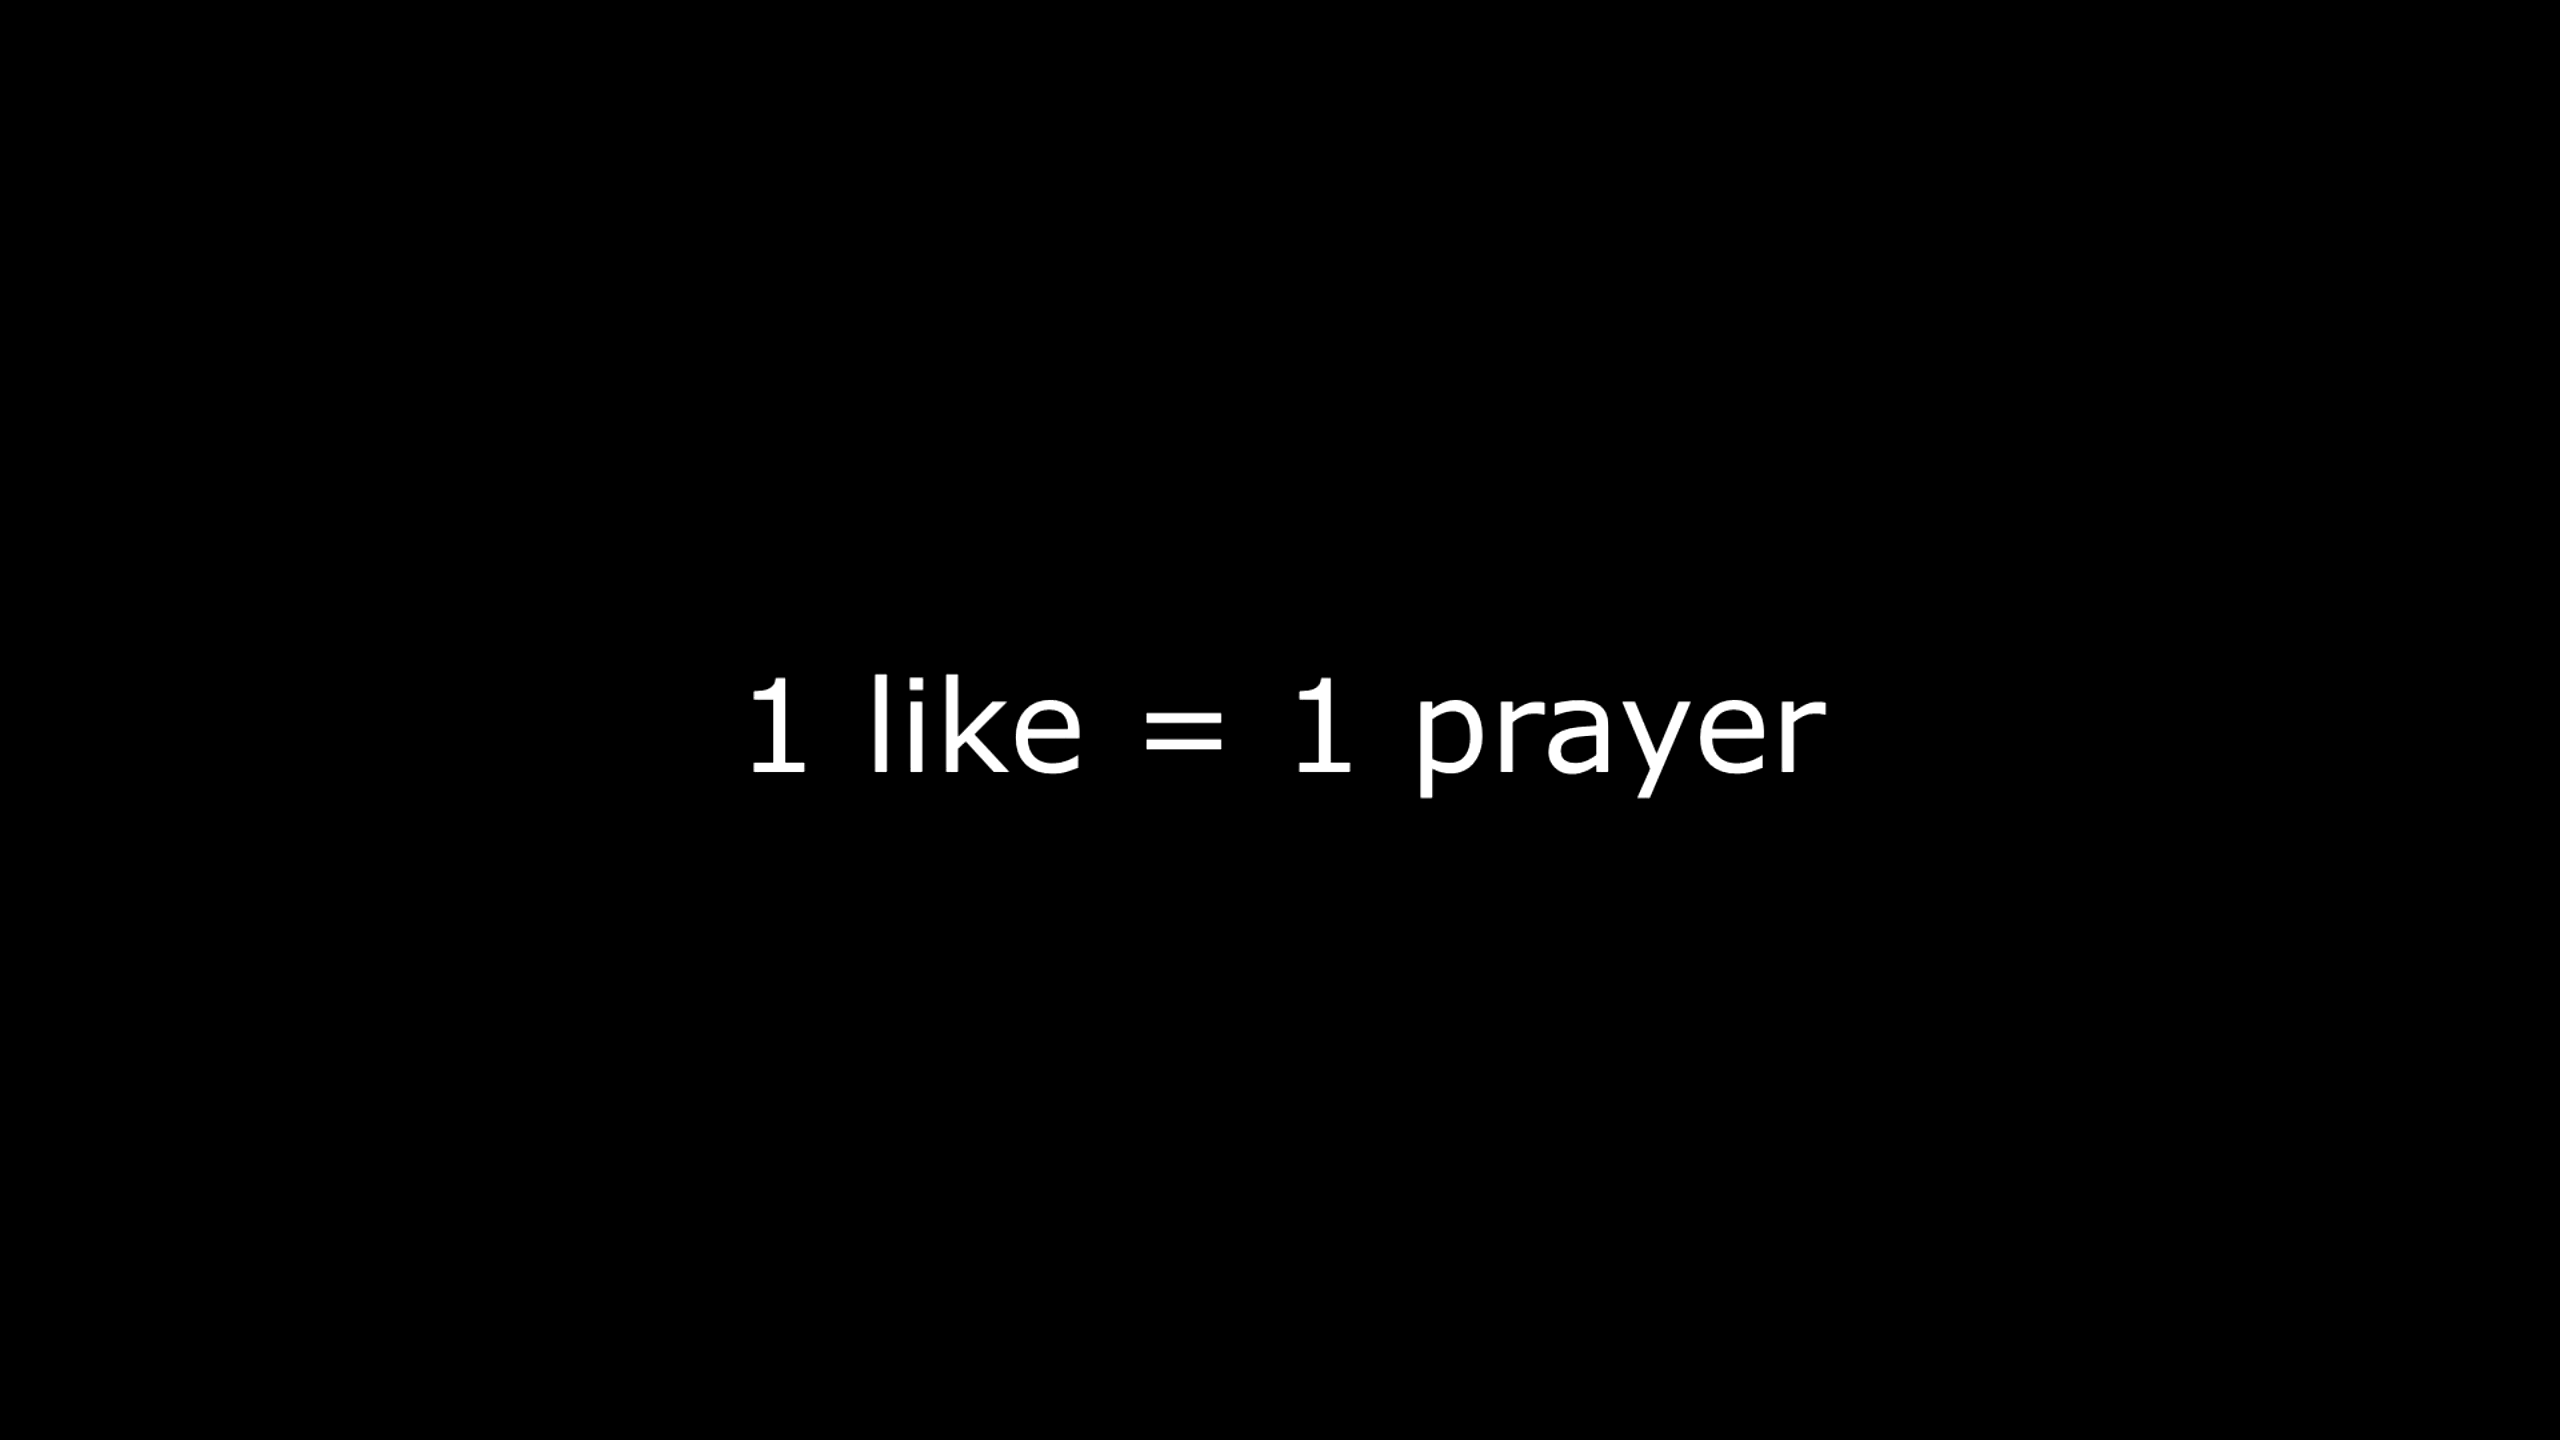 1 like = 1 prayer